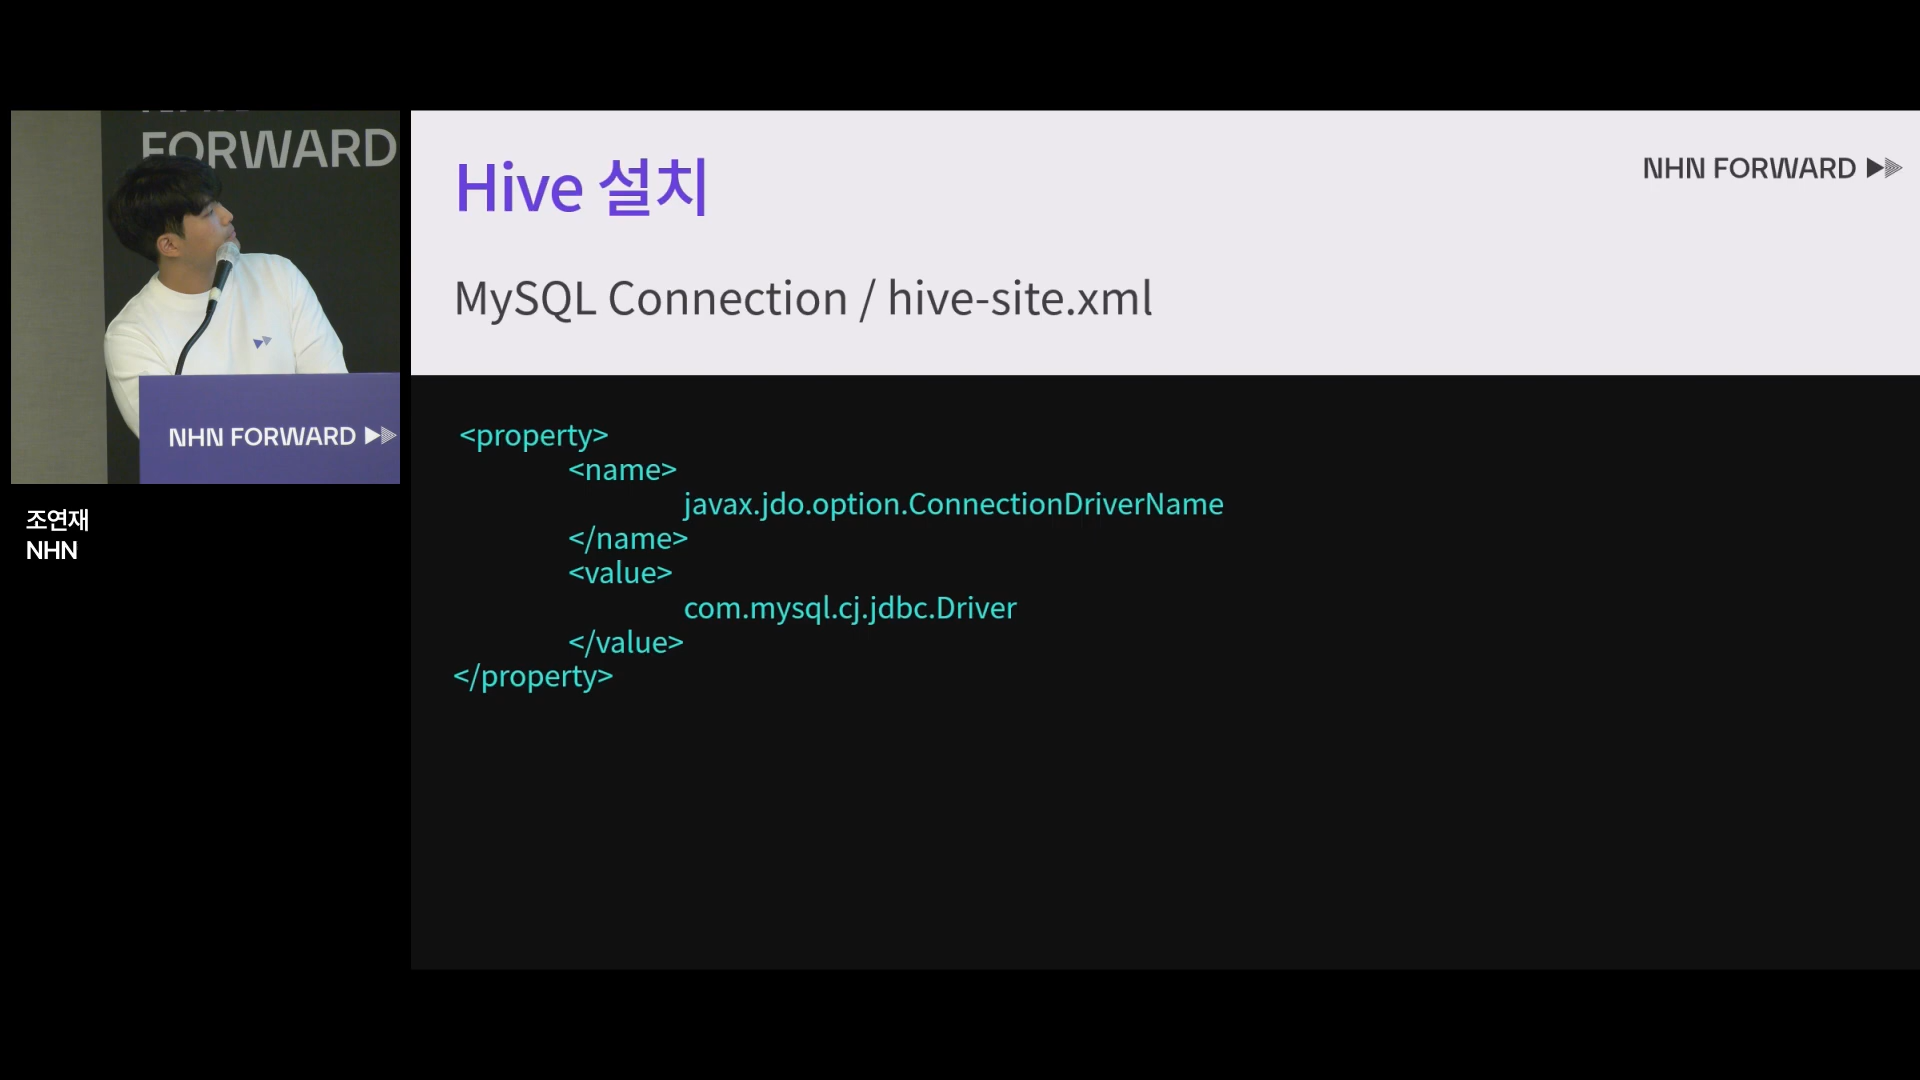 FORWARD
NHN FORWARD
조연재
NHN
Hive 설치
NHN FORWARD
MySQL Connection / hive-site.xml
<property>
<name>
javax.jdo.option.ConnectionDriverName
</name>
<value>
com.mysql.cj.jdbc.Driver
</value>
</property>